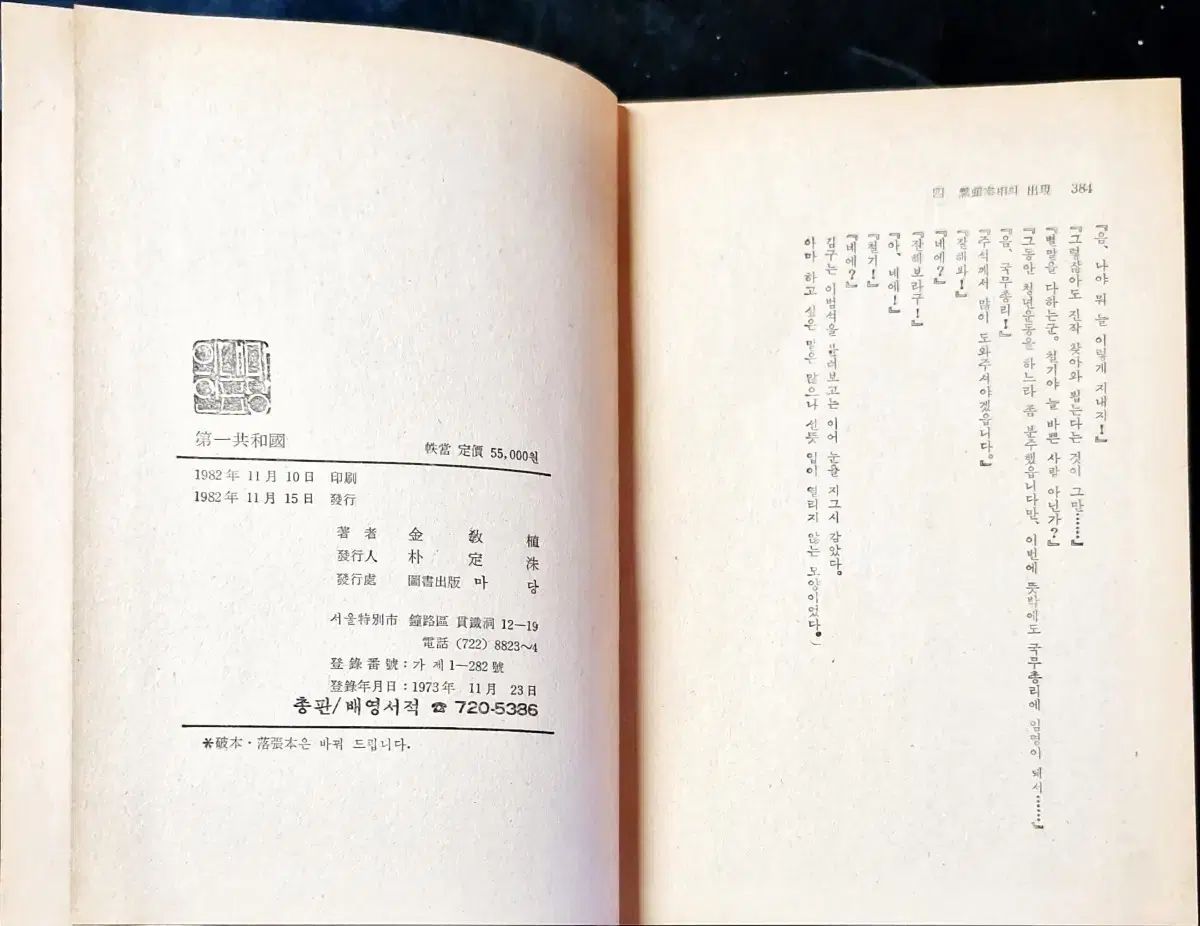 第一共和國
帙當 定價 55,000원
1982年 11月 10日 印刷
1982年 11月 15日 發行
著者 金敎植
發行人 朴定洙
發行處 圖書出版 마당
서울特別市 鐘路區 貫鐵洞 12—19
電話 (722) 8823～4
登錄番號 : 가 제1—282號
登錄年月日 : 1973年 11月 23日
총판/배영서적 ☎ 720-5386
＊破本·落張本은 바꿔 드립니다.
四 出現 384
『음, 나야 뭐 늘 이렇게 지내지!』
『그렇잖아도 진작 찾아와 뵙는다는 것이 그만……』
『별말을 다하는군. 철기야 늘 바쁜 사람 아닌가?』
『그동안 청년운동을 하느라 좀 분주했읍니다만, 이번에 뜻밖에도 국무총리에 임명이 돼서……』
『음, 국무총리!』
『주석께서 많이 도와주셔야겠읍니다.』
『잘해봐!』
『네에?』
『잘해보라구!』
『아, 네에!』
『철기!』
『네에?』
김구는 이범석을 불러보고는 이어 눈을 지그시 감았다.
아마 하고 싶은 말은 많으나 선뜻 입이 열리지 않는 모양이었다.